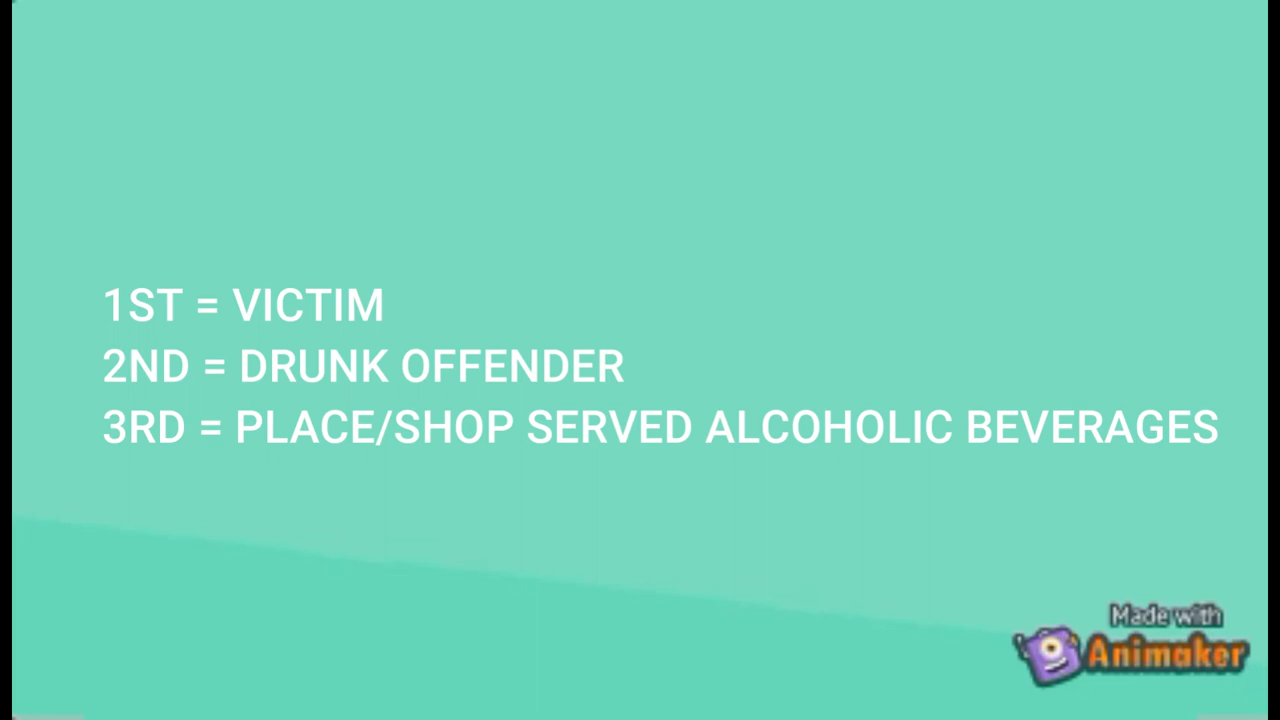 1ST = VICTIM
2ND = DRUNK OFFENDER
3RD = PLACE/SHOP SERVED ALCOHOLIC BEVERAGES
Made with
Animaker